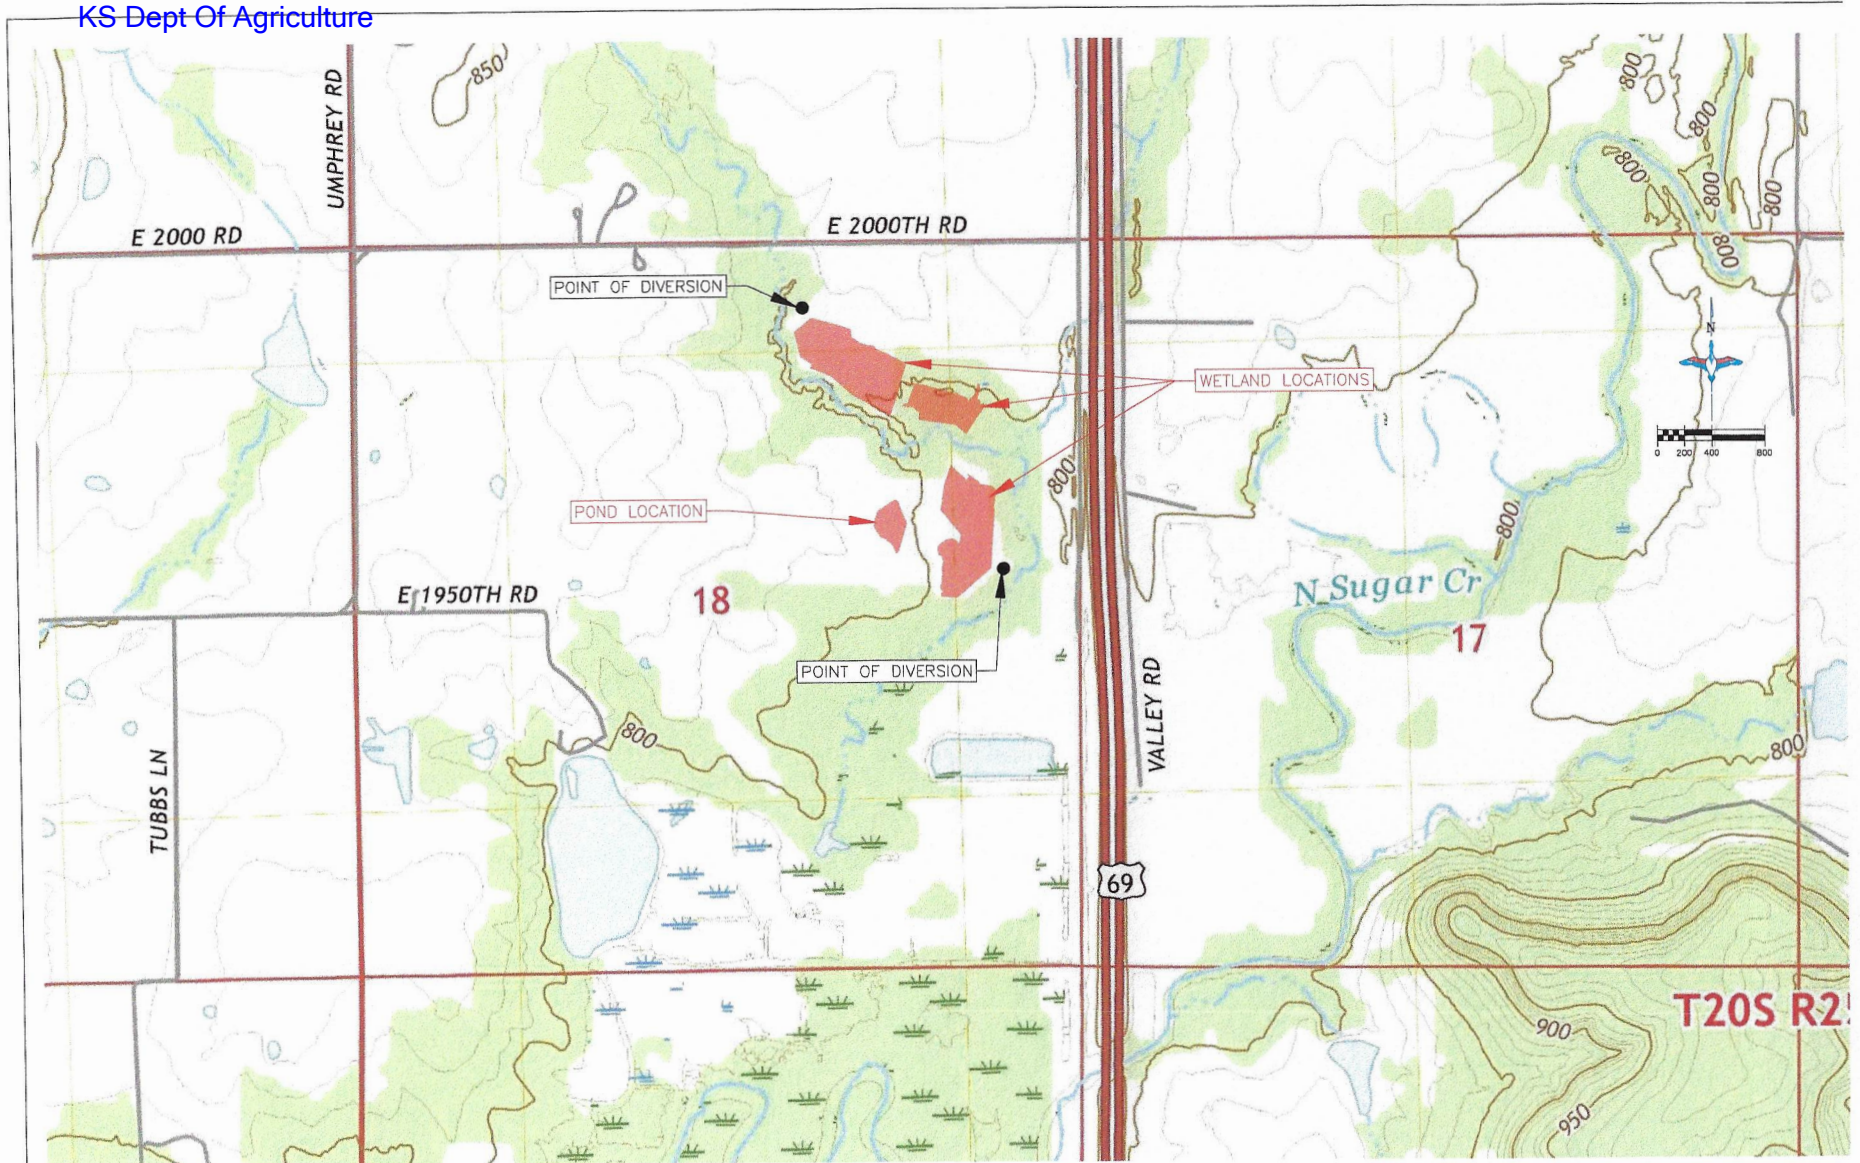 KS Dept Of Agriculture
UMPHREY RD
850
800
800
800
800
800
800
E 2000 RD
E 2000TH RD
POINT OF DIVERSION
N
WETLAND LOCATIONS
0 200 400 800
800
POND LOCATION
800
E 1950TH RD
18
N Sugar Cr
17
POINT OF DIVERSION
VALLEY RD
800
800
TUBBS LN
69
T20S R2
900
950